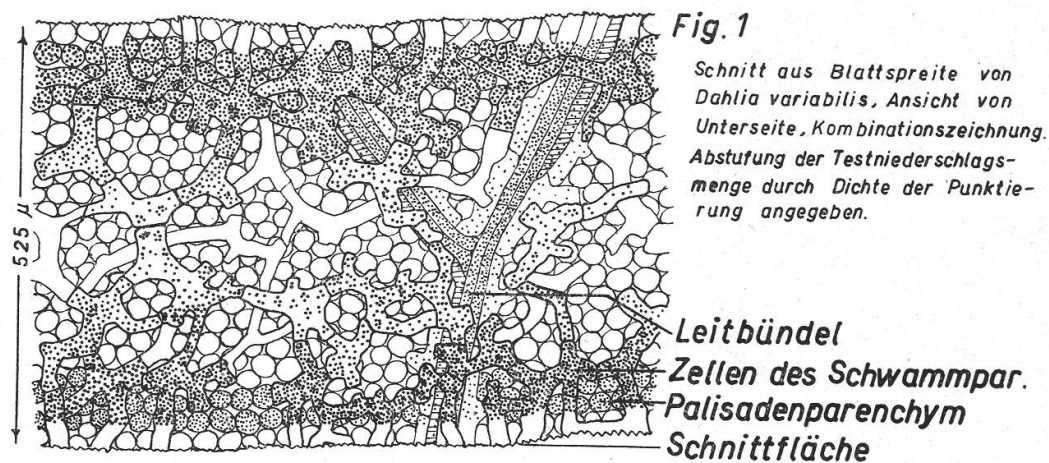 Fig. 1
Schnitt aus Blattspreite von
Dahlia variabilis, Ansicht von
Unterseite, Kombinationszeichnung.
Abstufung der Testniederschlags-
menge durch Dichte der Punktie-
rung angegeben.
525 µ
Leitbündel
Zellen des Schwammpar.
Palisadenparenchym
Schnittfläche